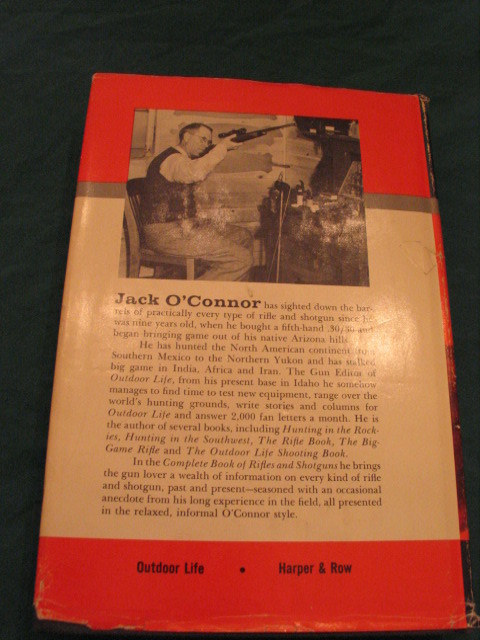 Jack O'Connor has sighted down the bar-
rels of practically every type of rifle and shotgun since he
was nine years old, when he bought a fifth-hand .30/30 and
began bringing game out of his native Arizona hills.
He has hunted the North American continent from
Southern Mexico to the Northern Yukon and has stalked
big game in India, Africa and Iran. The Gun Editor of
Outdoor Life, from his present base in Idaho he somehow
manages to find time to test new equipment, range over the
world's hunting grounds, write stories and columns for
Outdoor Life and answer 2,000 fan letters a month. He is
the author of several books, including Hunting in the Rock-
ies, Hunting in the Southwest, The Rifle Book, The Big-
Game Rifle and The Outdoor Life Shooting Book.
In the Complete Book of Rifles and Shotguns he brings
the gun lover a wealth of information on every kind of rifle
and shotgun, past and present—seasoned with an occasional
anecdote from his long experience in the field, all presented
in the relaxed, informal O'Connor style.
Outdoor Life • Harper & Row